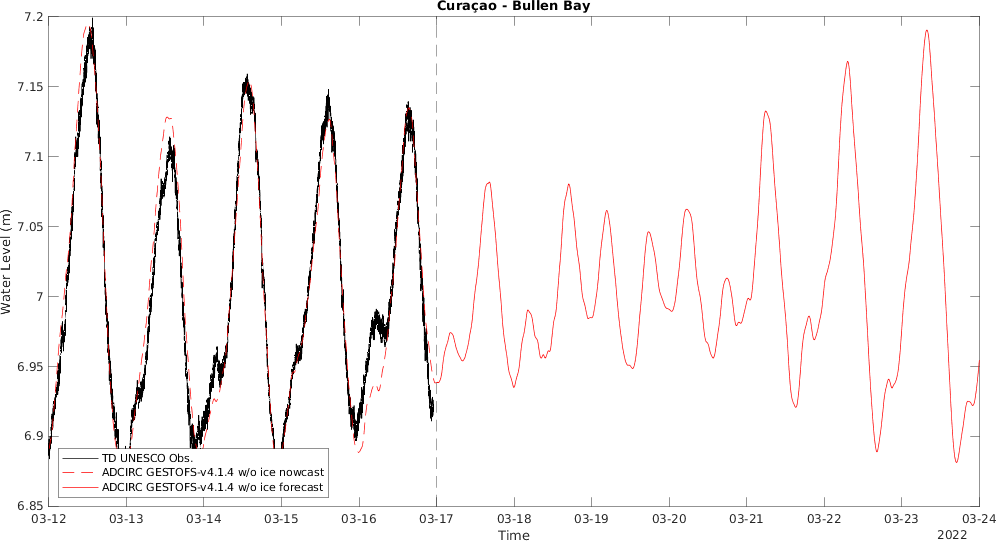 Curaçao - Bullen Bay
Water Level (m)
7.2
7.15
7.1
7.05
7
6.95
6.9
6.85
TD UNESCO Obs.
ADCIRC GESTOFS-v4.1.4 w/o ice nowcast
ADCIRC GESTOFS-v4.1.4 w/o ice forecast
03-12 03-13 03-14 03-15 03-16 03-17 03-18 03-19 03-20 03-21 03-22 03-23 03-24
Time
2022